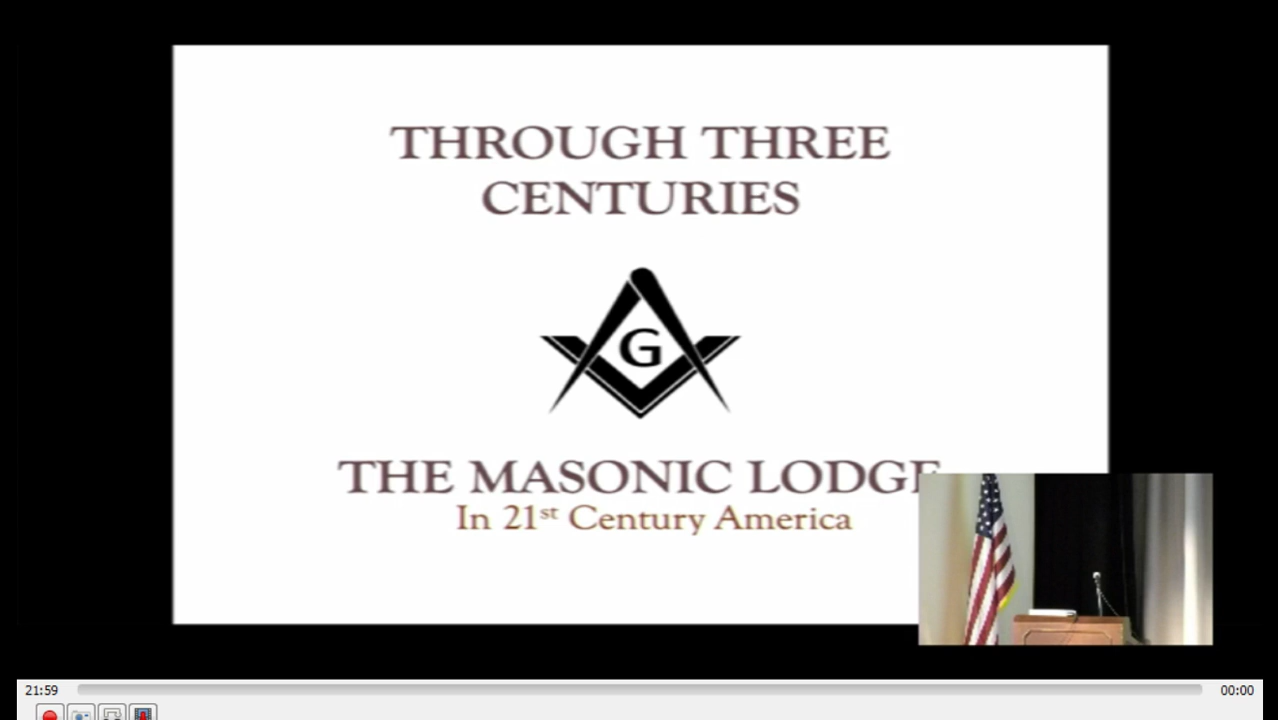 THROUGH THREE
CENTURIES
G
THE MASONIC LODGE
In 21st Century America
21:59
00:00